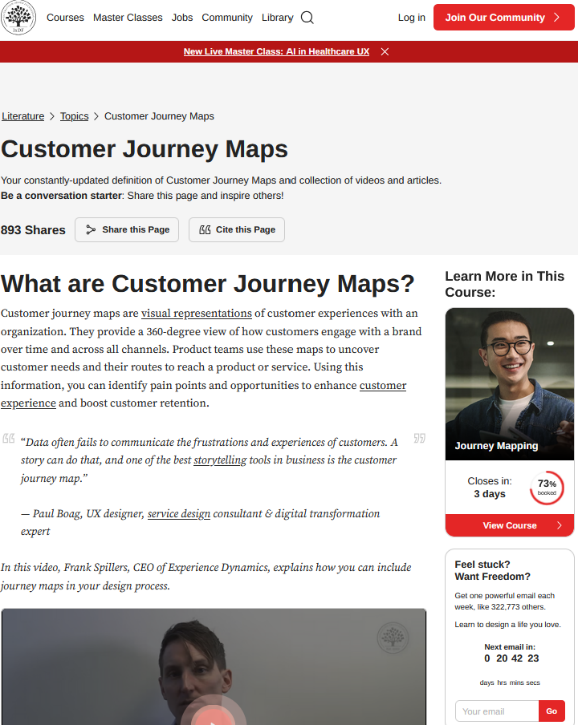 Courses Master Classes Jobs Community Library
Log in
Join Our Community
New Live Master Class: AI in Healthcare UX
Literature > Topics > Customer Journey Maps
Customer Journey Maps
Your constantly-updated definition of Customer Journey Maps and collection of videos and articles.
Be a conversation starter: Share this page and inspire others!
893 Shares
Share this Page
Cite this Page
What are Customer Journey Maps?
Customer journey maps are visual representations of customer experiences with an
organization. They provide a 360-degree view of how customers engage with a brand
over time and across all channels. Product teams use these maps to uncover
customer needs and their routes to reach a product or service. Using this
information, you can identify pain points and opportunities to enhance customer
experience and boost customer retention.
“Data often fails to communicate the frustrations and experiences of customers. A
story can do that, and one of the best storytelling tools in business is the customer
journey map.”
— Paul Boag, UX designer, service design consultant & digital transformation
expert
In this video, Frank Spillers, CEO of Experience Dynamics, explains how you can include
journey maps in your design process.
Learn More in This
Course:
Journey Mapping
Closes in:
3 days
73%
booked
View Course
Feel stuck?
Want Freedom?
Get one powerful email each
week, like 322,773 others.
Learn to design a life you love.
Next email in:
0 20 42 23
days hrs mins secs
Your email
Go